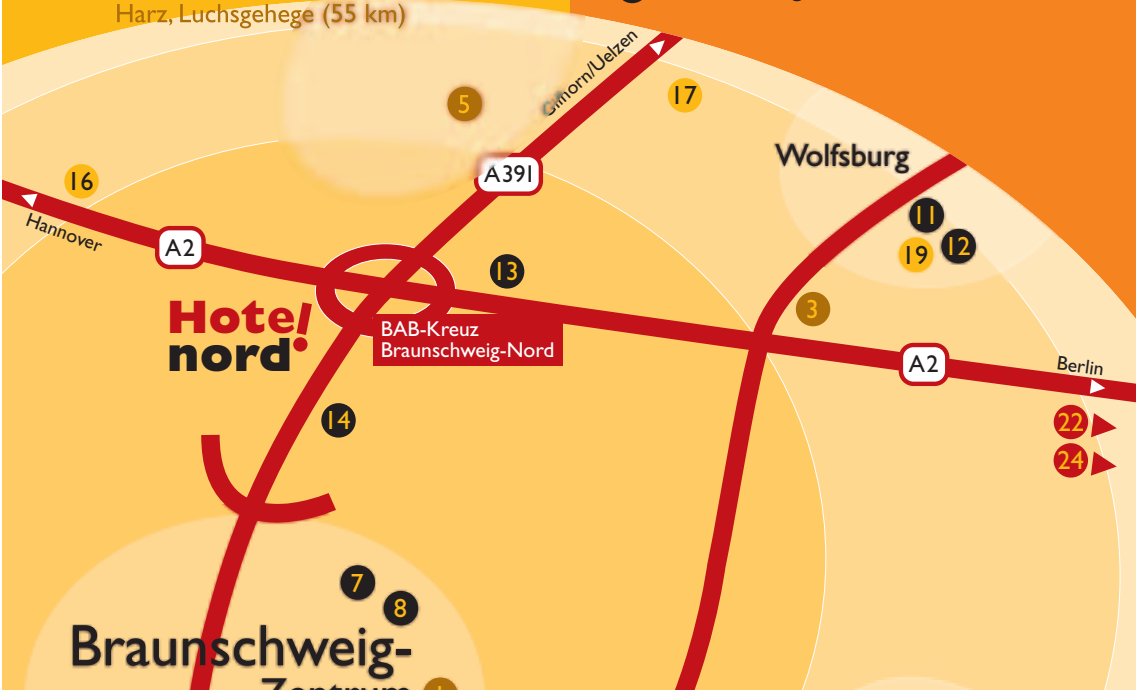 Harz, Luchsgehege (55 km)
Gifhorn/Uelzen
17
5
A391
Wolfsburg
16
11
12
19
Hannover
A2
13
3
Hotel
nord
BAB-Kreuz
Braunschweig-Nord
A2
Berlin
14
22
24
7
8
Braunschweig-
Zentrum